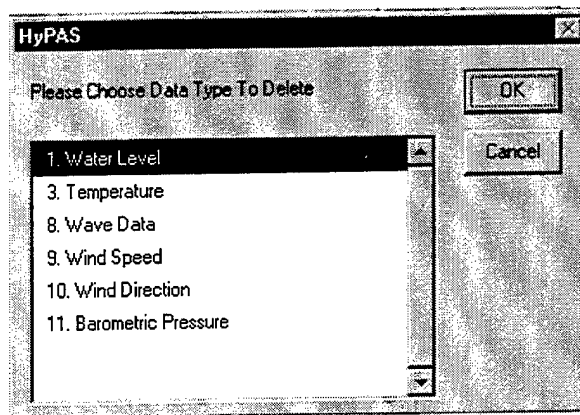 HyPAS
Please Choose Data Type To Delete
OK
Cancel
1. Water Level
3. Temperature
8. Wave Data
9. Wind Speed
10. Wind Direction
11. Barometric Pressure